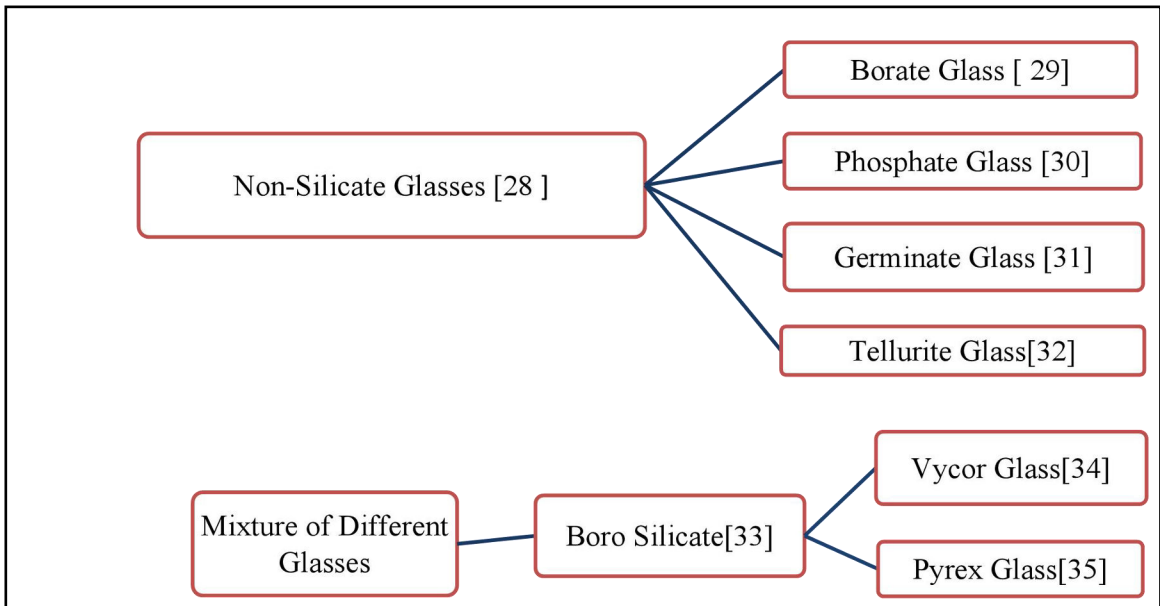 Borate Glass [ 29]
Non-Silicate Glasses [28 ]
Phosphate Glass [30]
Germinate Glass [31]
Tellurite Glass[32]
Mixture of Different
Glasses
Boro Silicate[33]
Vycor Glass[34]
Pyrex Glass[35]